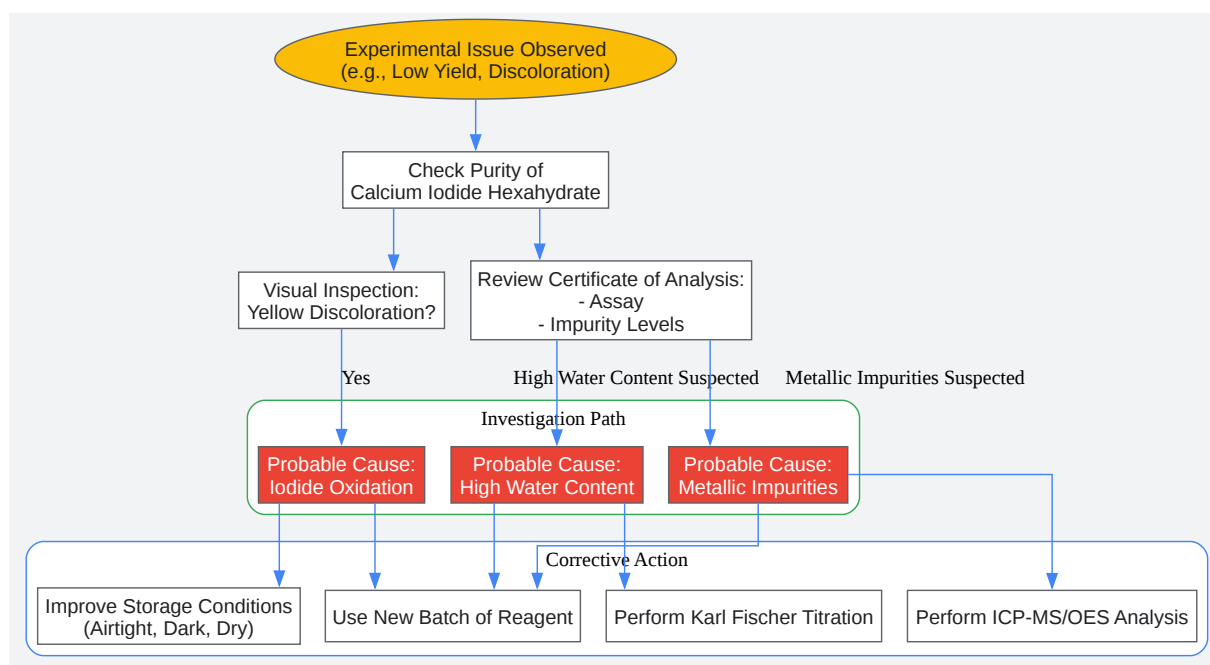 Experimental Issue Observed
(e.g., Low Yield, Discoloration)
Check Purity of
Calcium Iodide Hexahydrate
Visual Inspection:
Yellow Discoloration?
Review Certificate of Analysis:
- Assay
- Impurity Levels
Yes
High Water Content Suspected
Metallic Impurities Suspected
Investigation Path
Probable Cause:
Iodide Oxidation
Probable Cause:
High Water Content
Probable Cause:
Metallic Impurities
Corrective Action
Improve Storage Conditions
(Airtight, Dark, Dry)
Use New Batch of Reagent
Perform Karl Fischer Titration
Perform ICP-MS/OES Analysis